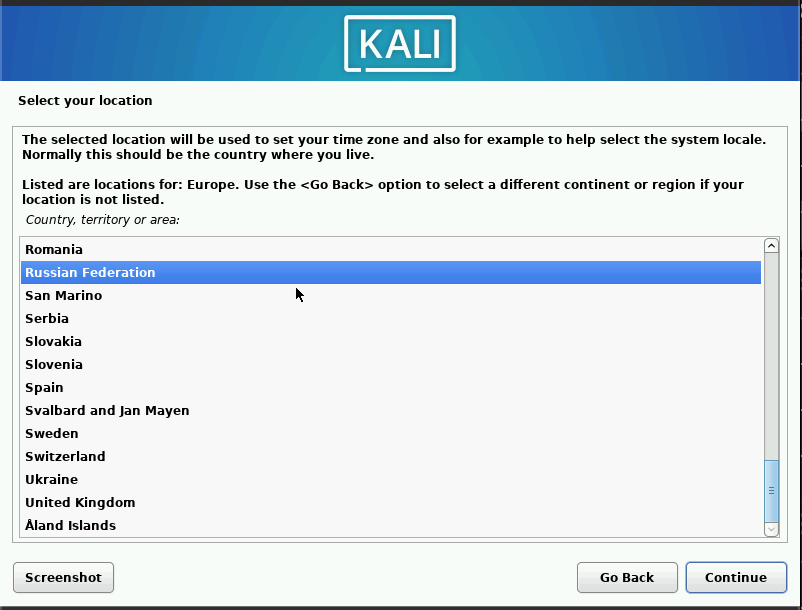 KALI
Select your location
The selected location will be used to set your time zone and also for example to help select the system locale.
Normally this should be the country where you live.
Listed are locations for: Europe. Use the <Go Back> option to select a different continent or region if your
location is not listed.
Country, territory or area:
Romania
Russian Federation
San Marino
Serbia
Slovakia
Slovenia
Spain
Svalbard and Jan Mayen
Sweden
Switzerland
Ukraine
United Kingdom
Åland Islands
Screenshot
Go Back
Continue